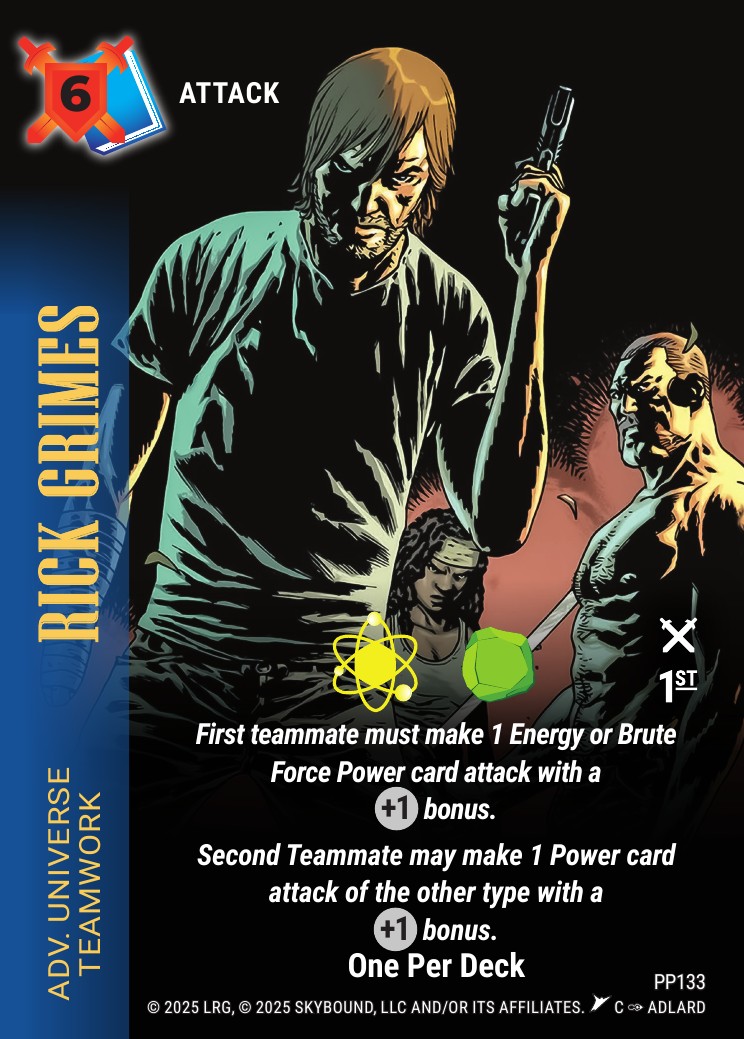 6
ATTACK
RICK GRIMES
ADV. UNIVERSE
TEAMWORK
1ST
First teammate must make 1 Energy or Brute
Force Power card attack with a
+1 bonus.
Second Teammate may make 1 Power card
attack of the other type with a
+1 bonus.
One Per Deck
PP133
© 2025 LRG, © 2025 SKYBOUND, LLC AND/OR ITS AFFILIATES. C ADLARD